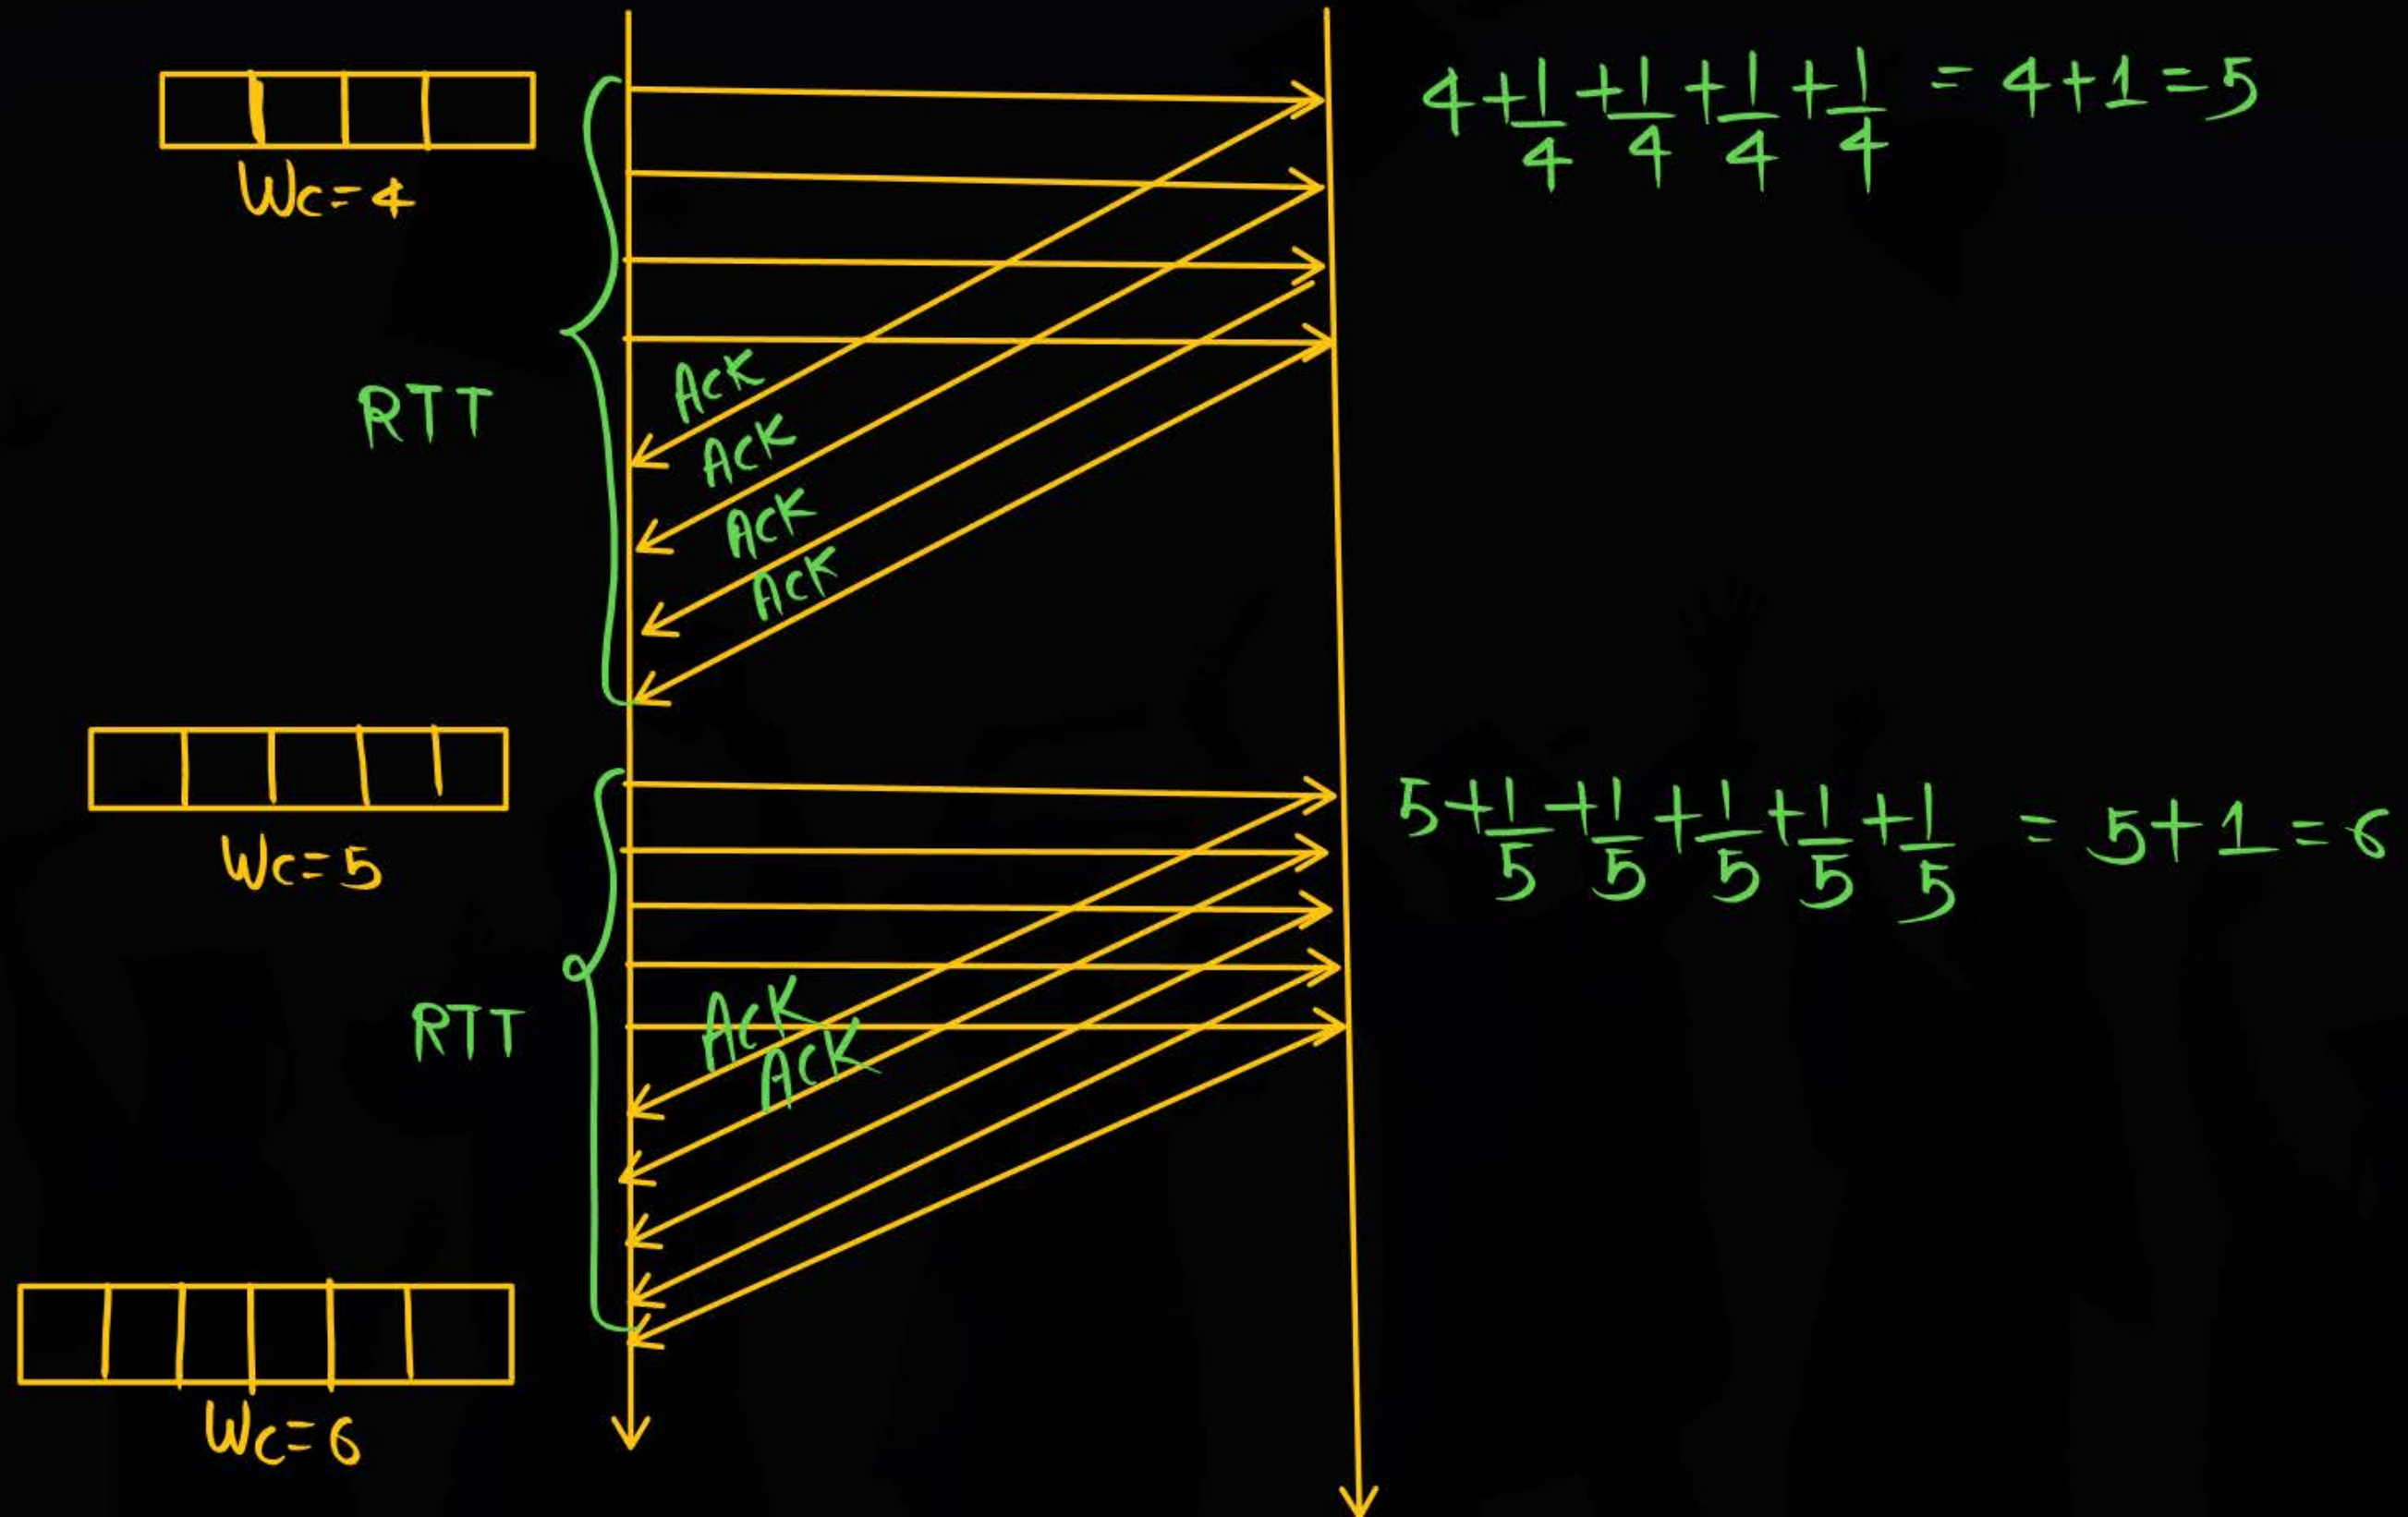 4+1/4+1/4+1/4+1/4 = 4+1=5
Wc=4
RTT
ACK
ACK
ACK
ACK
Wc=5
5+1/5+1/5+1/5+1/5+1/5 = 5+1=6
RTT
ACK
ACK
Wc=6